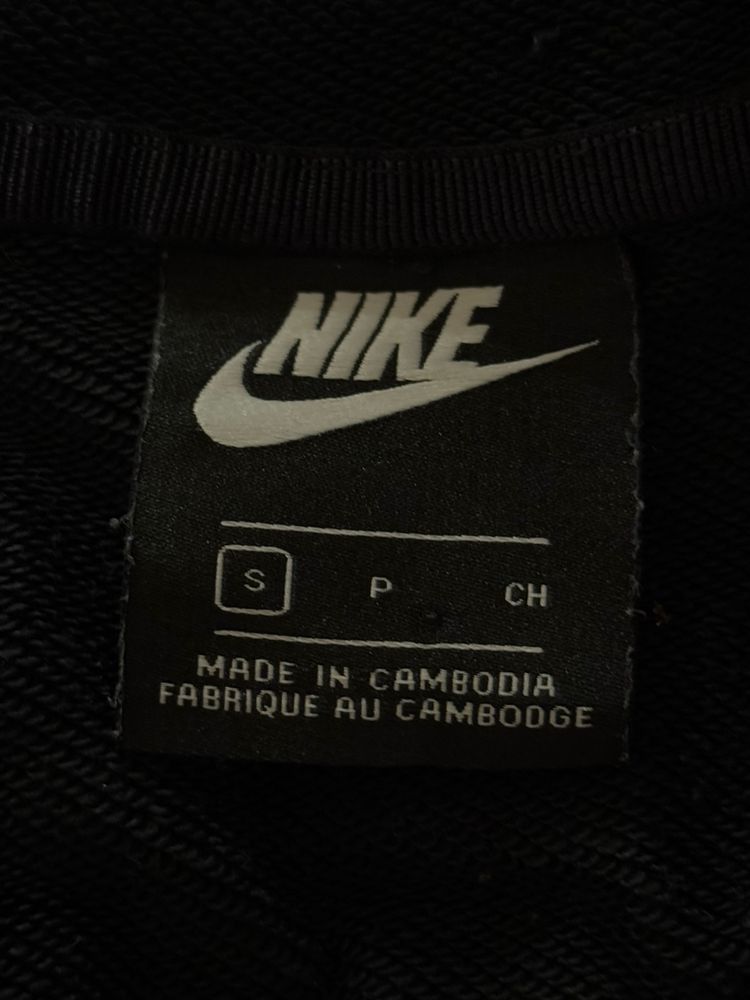 NIKE
S P CH
MADE IN CAMBODIA
FABRIQUE AU CAMBODGE